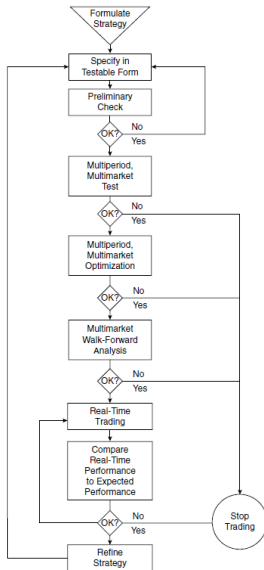 Formulate
Strategy
Specify in
Testable Form
Preliminary
Check
OK?
No
Yes
Multiperiod,
Multimarket
Test
OK?
No
Yes
Multiperiod,
Multimarket
Optimization
OK?
No
Yes
Multimarket
Walk-Forward
Analysis
OK?
No
Yes
Real-Time
Trading
Compare
Real-Time
Performance
to Expected
Performance
OK?
No
Yes
Stop
Trading
Refine
Strategy